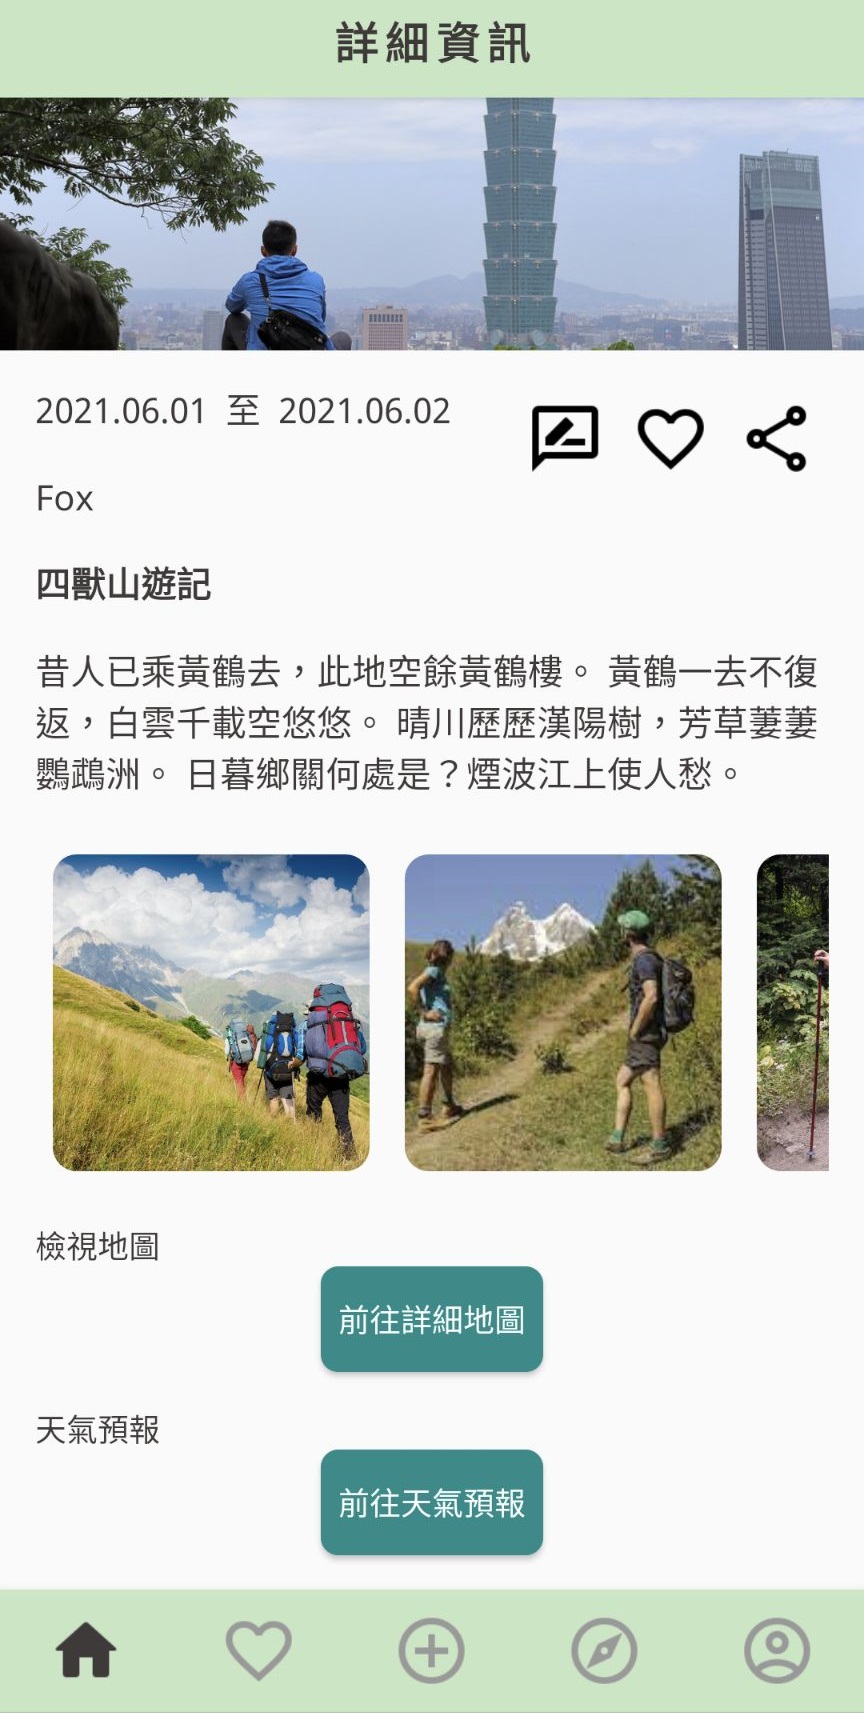 詳細資訊
2021.06.01 至 2021.06.02
Fox
四獸山遊記
昔人已乘黃鶴去，此地空餘黃鶴樓。 黃鶴一去不復
返，白雲千載空悠悠。 晴川歷歷漢陽樹，芳草萋萋
鸚鵡洲。 日暮鄉關何處是？煙波江上使人愁。
檢視地圖
前往詳細地圖
天氣預報
前往天氣預報